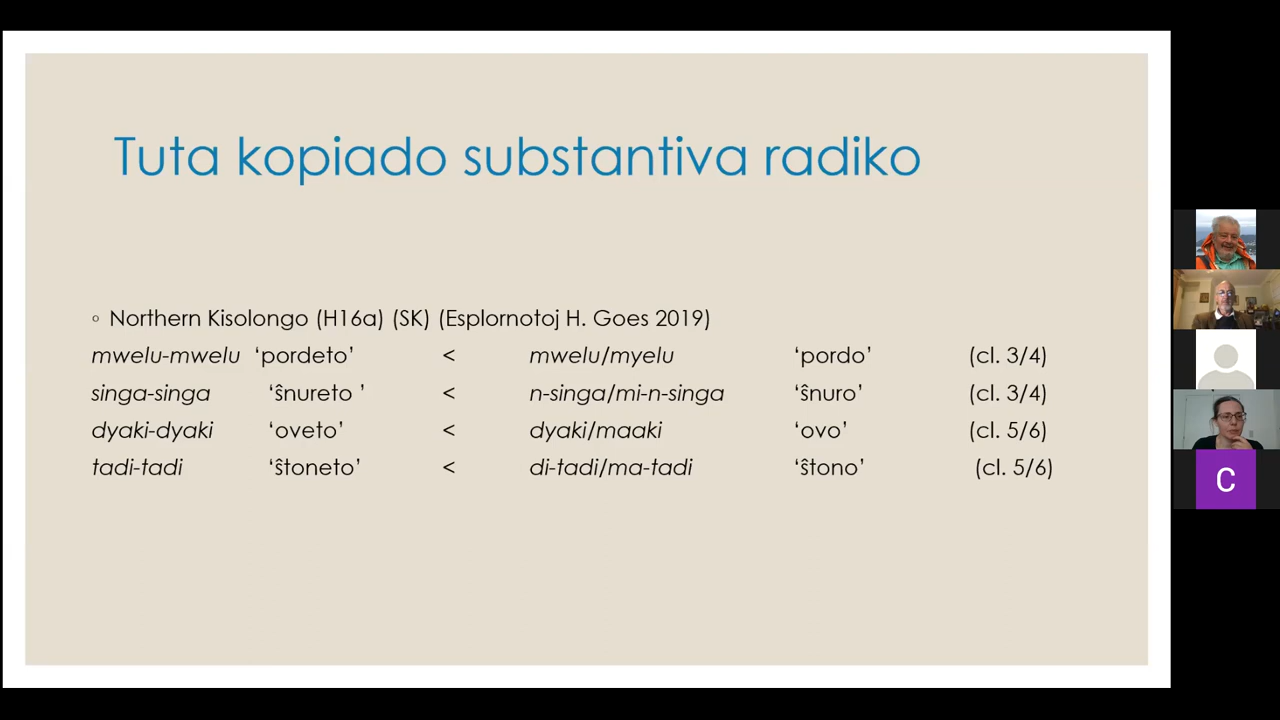 Tuta kopiado substantiva radiko
◦ Northern Kisolongo (H16a) (SK) (Esplornotoj H. Goes 2019)
mwelu-mwelu ‘pordeto’ < mwelu/myelu ‘pordo’ (cl. 3/4)
singa-singa ‘ŝnureto ’ < n-singa/mi-n-singa ‘ŝnuro’ (cl. 3/4)
dyaki-dyaki ‘oveto’ < dyaki/maaki ‘ovo’ (cl. 5/6)
tadi-tadi ‘ŝtoneto’ < di-tadi/ma-tadi ‘ŝtono’ (cl. 5/6)
C